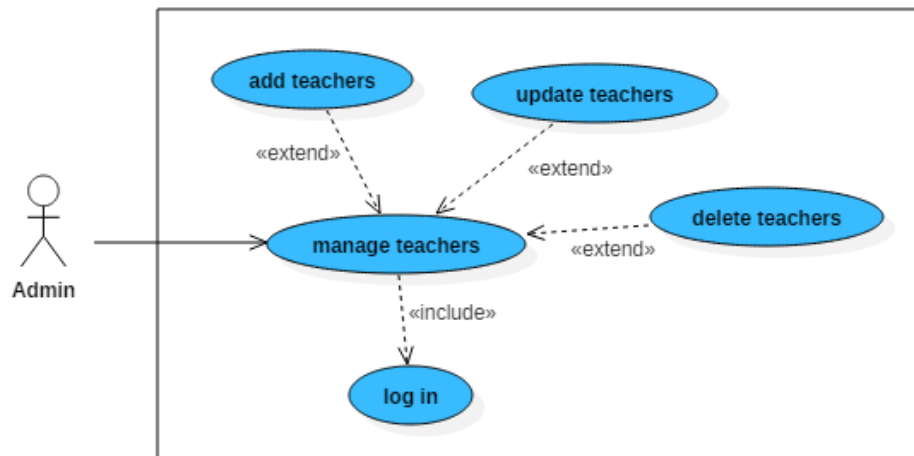 add teachers
update teachers
«extend»
«extend»
delete teachers
manage teachers
«extend»
Admin
«include»
log in